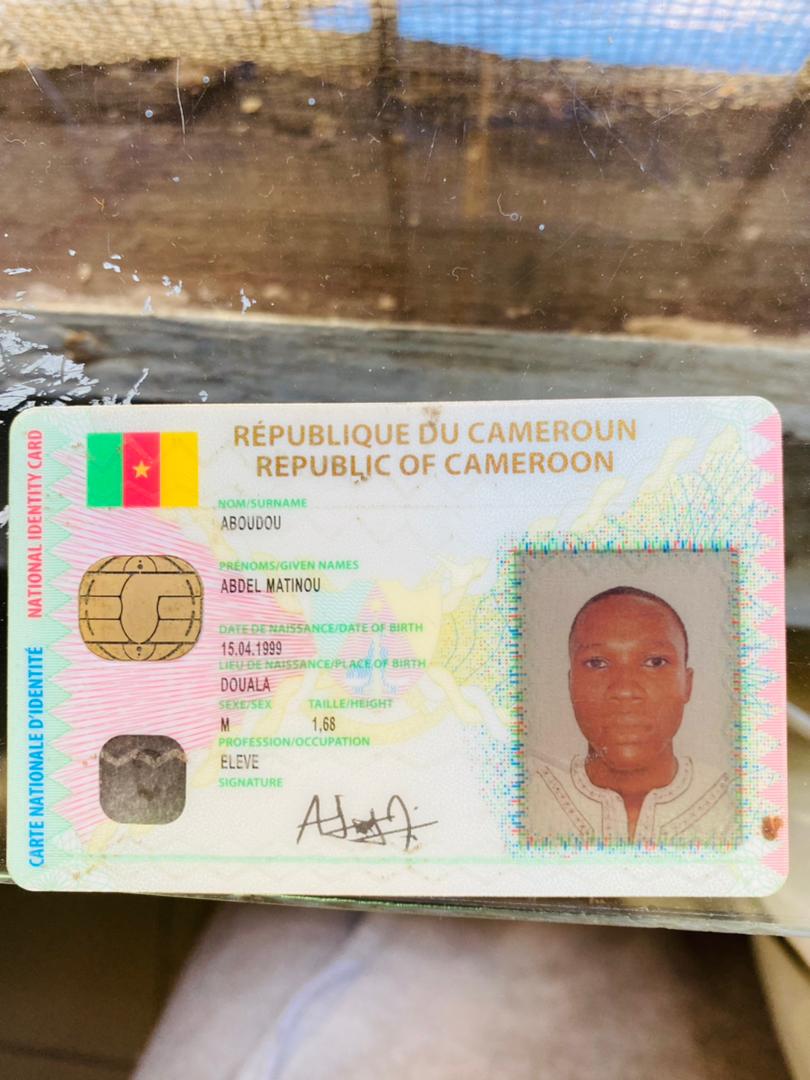 RÉPUBLIQUE DU CAMEROUN
REPUBLIC OF CAMEROON
NATIONAL IDENTITY CARD
CARTE NATIONALE D'IDENTITÉ
NOM/SURNAME
ABOUDOU
PRÉNOMS/GIVEN NAMES
ABDEL MATINOU
DATE DE NAISSANCE/DATE OF BIRTH
15.04.1999
LIEU DE NAISSANCE/PLACE OF BIRTH
DOUALA
SEXE/SEX TAILLE/HEIGHT
M 1,68
PROFESSION/OCCUPATION
ELEVE
SIGNATURE